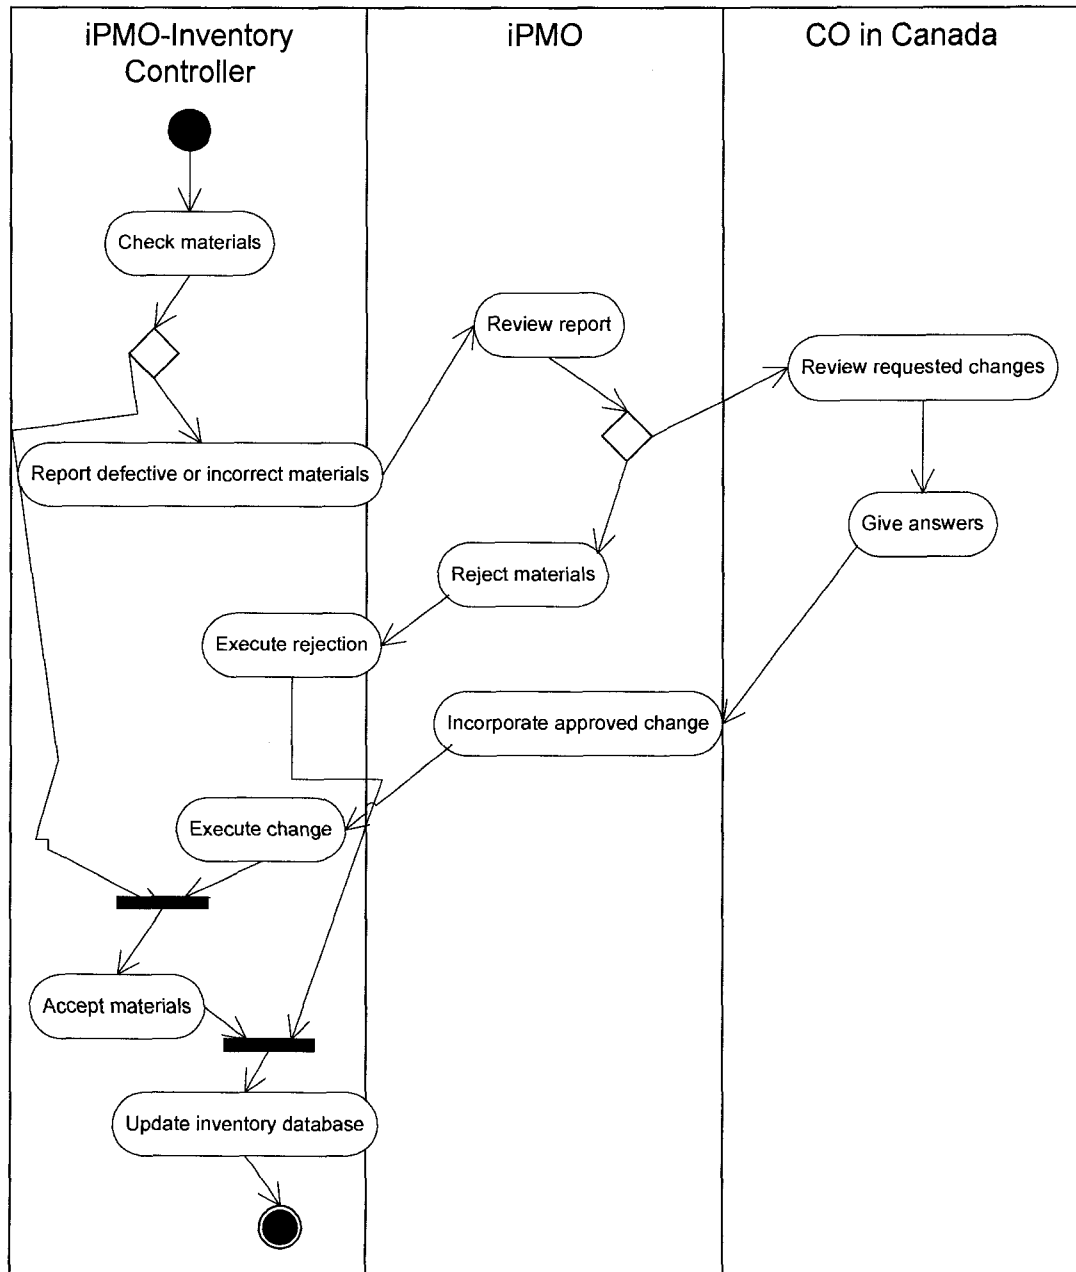 iPMO-Inventory
Controller
iPMO
CO in Canada
Check materials
Review report
Review requested changes
Report defective or incorrect materials
Give answers
Reject materials
Execute rejection
Incorporate approved change
Execute change
Accept materials
Update inventory database